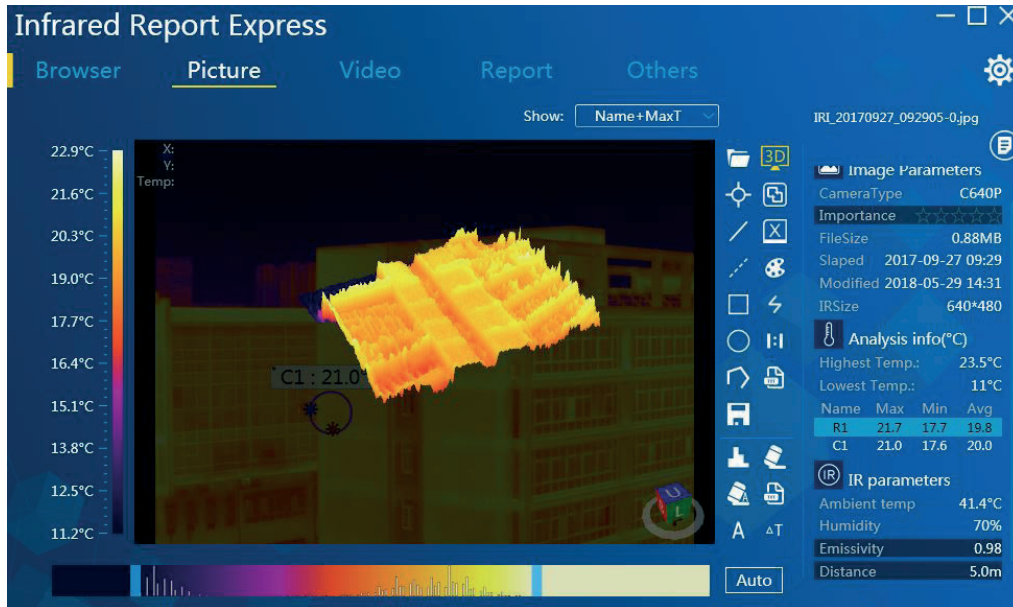 Infrared Report Express
Browser Picture Video Report Others
Show: Name+MaxT
IRI_20170927_092905-0.jpg
22.9°C
21.6°C
20.3°C
19.0°C
17.7°C
16.4°C
15.1°C
13.8°C
12.5°C
11.2°C
X:
Y:
Temp:
C1 : 21.0°
U
L
3D
X
1:1
A
A
ΔT
Auto
Image Parameters
CameraType C640P
Importance
FileSize 0.88MB
Slaped 2017-09-27 09:29
Modified 2018-05-29 14:31
IRSize 640*480
Analysis info(°C)
Highest Temp.: 23.5°C
Lowest Temp.: 11°C
Name Max Min Avg
R1 21.7 17.7 19.8
C1 21.0 17.6 20.0
IR IR parameters
Ambient temp 41.4°C
Humidity 70%
Emissivity 0.98
Distance 5.0m